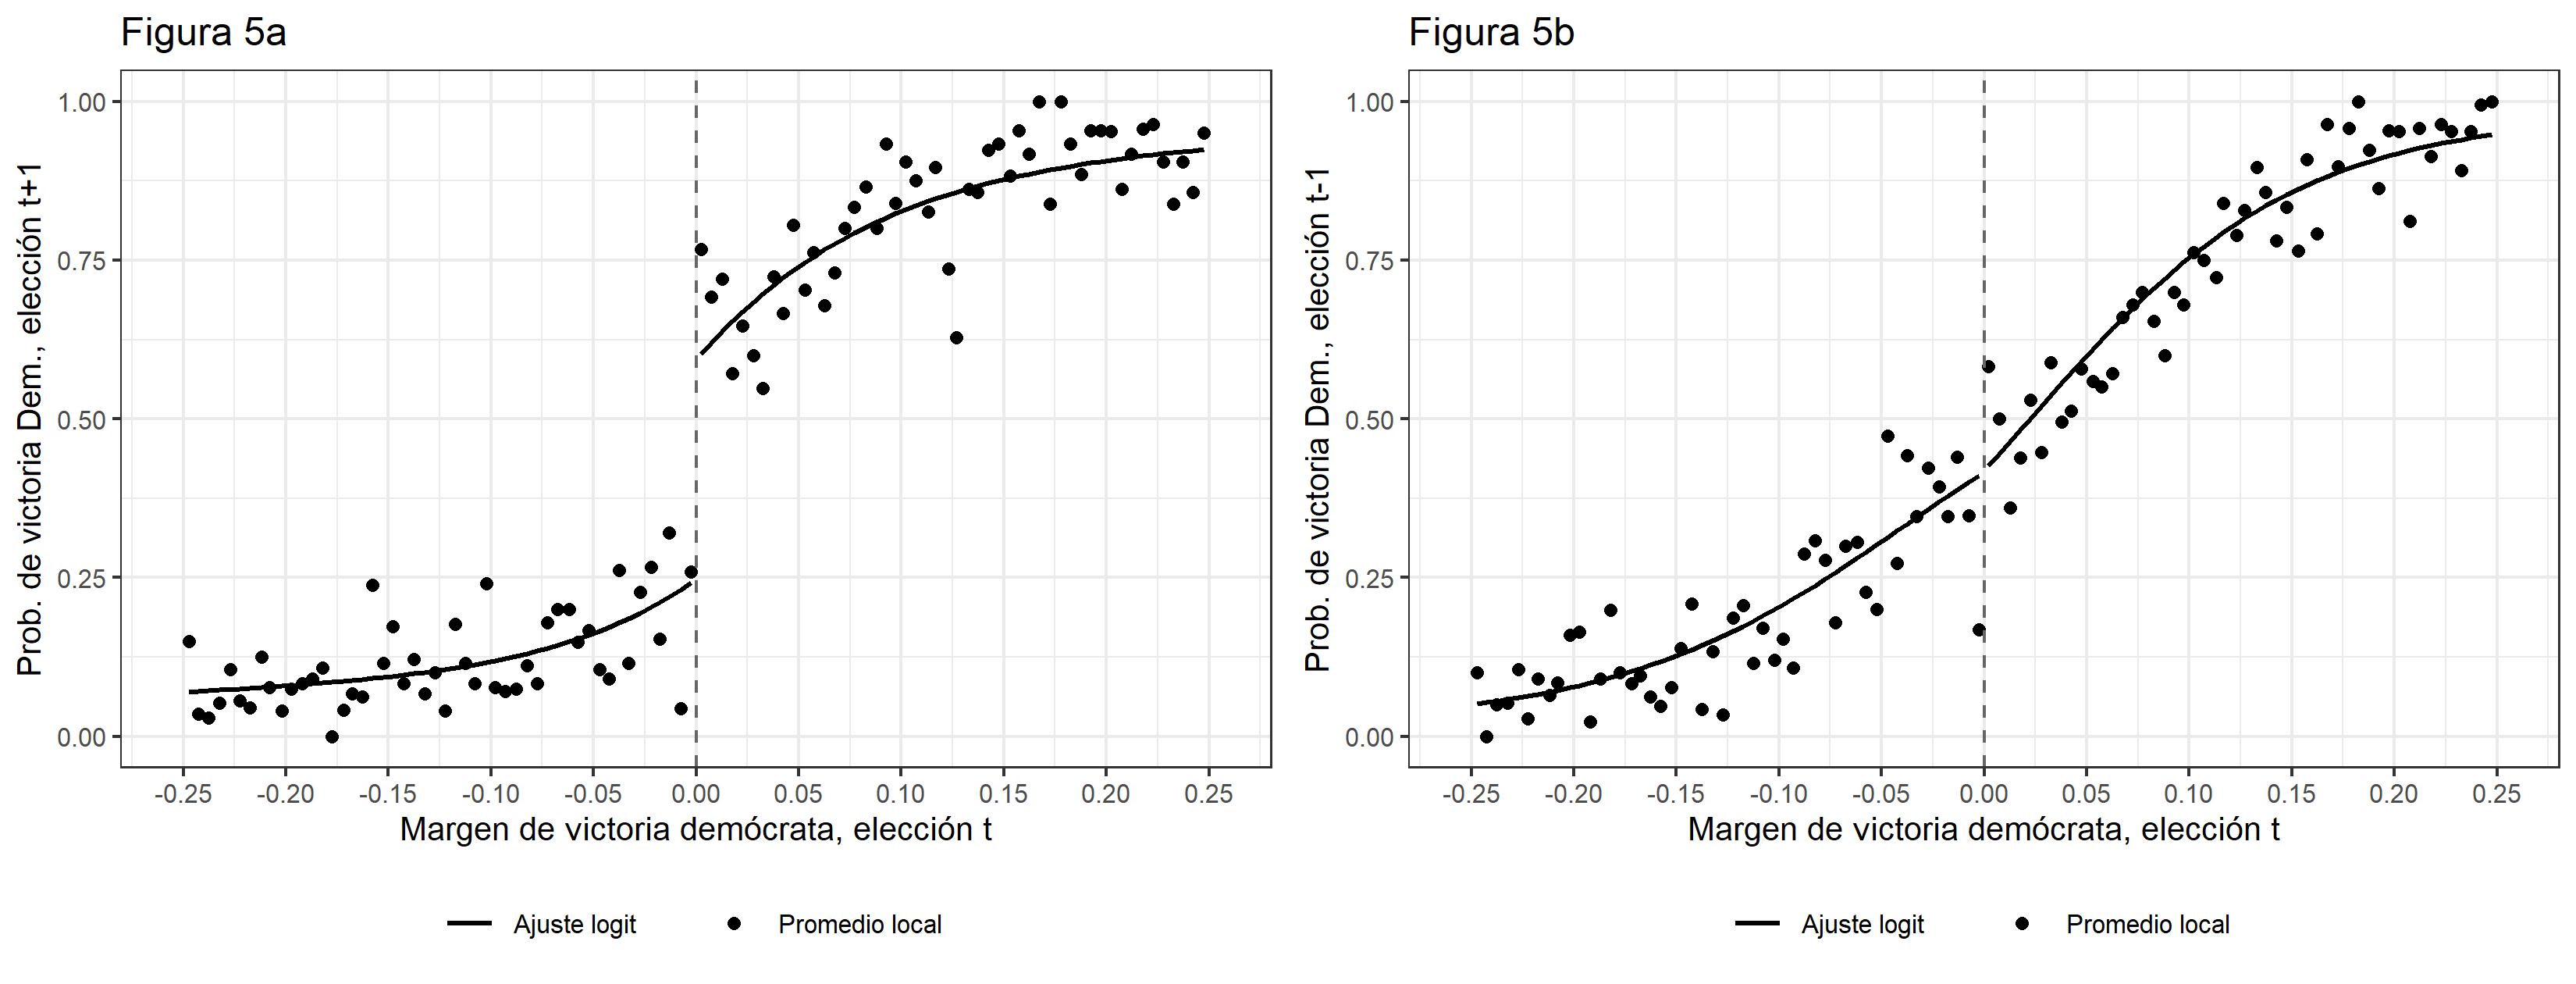 Figura 5a
Prob. de victoria Dem., elección t+1
1.00
0.75
0.50
0.25
0.00
-0.25 -0.20 -0.15 -0.10 -0.05 0.00 0.05 0.10 0.15 0.20 0.25
Margen de victoria demócrata, elección t
Ajuste logit Promedio local
Figura 5b
Prob. de victoria Dem., elección t-1
1.00
0.75
0.50
0.25
0.00
-0.25 -0.20 -0.15 -0.10 -0.05 0.00 0.05 0.10 0.15 0.20 0.25
Margen de victoria demócrata, elección t
Ajuste logit Promedio local